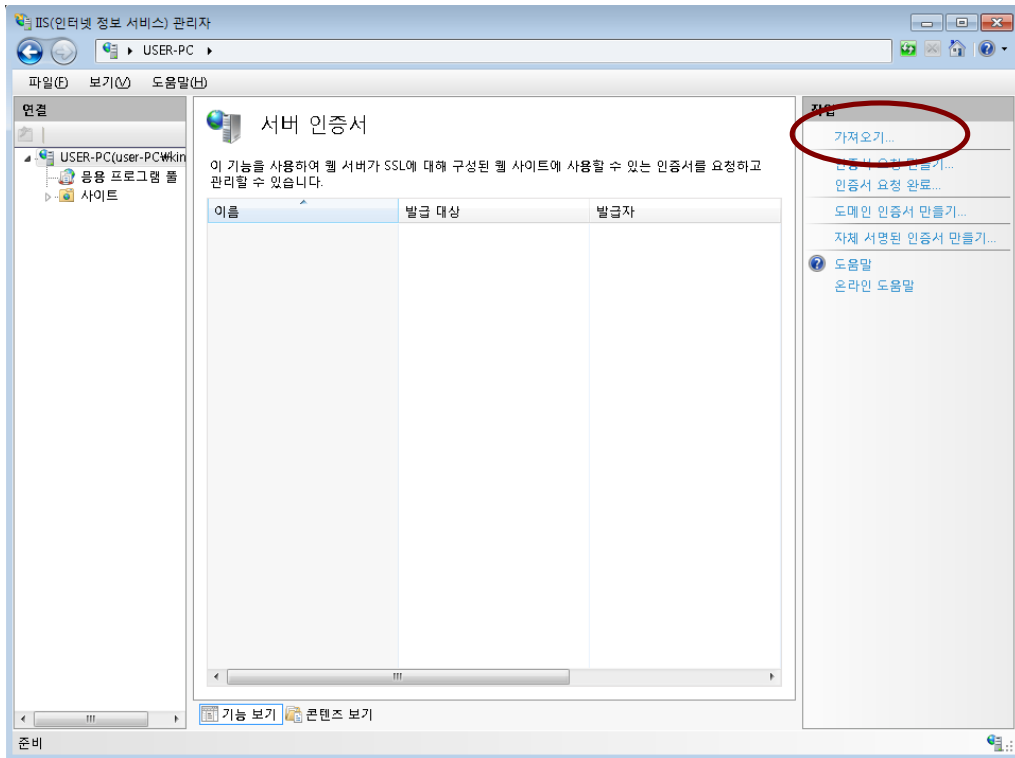 IIS(인터넷 정보 서비스) 관리자
USER-PC
파일(F) 보기(V) 도움말(H)
연결
USER-PC(user-PC₩kin
응용 프로그램 풀
사이트
서버 인증서
이 기능을 사용하여 웹 서버가 SSL에 대해 구성된 웹 사이트에 사용할 수 있는 인증서를 요청하고
관리할 수 있습니다.
이름 발급 대상 발급자
기능 보기 콘텐츠 보기
작업
가져오기...
인증서 요청 만들기...
인증서 요청 완료...
도메인 인증서 만들기...
자체 서명된 인증서 만들기...
도움말
온라인 도움말
준비